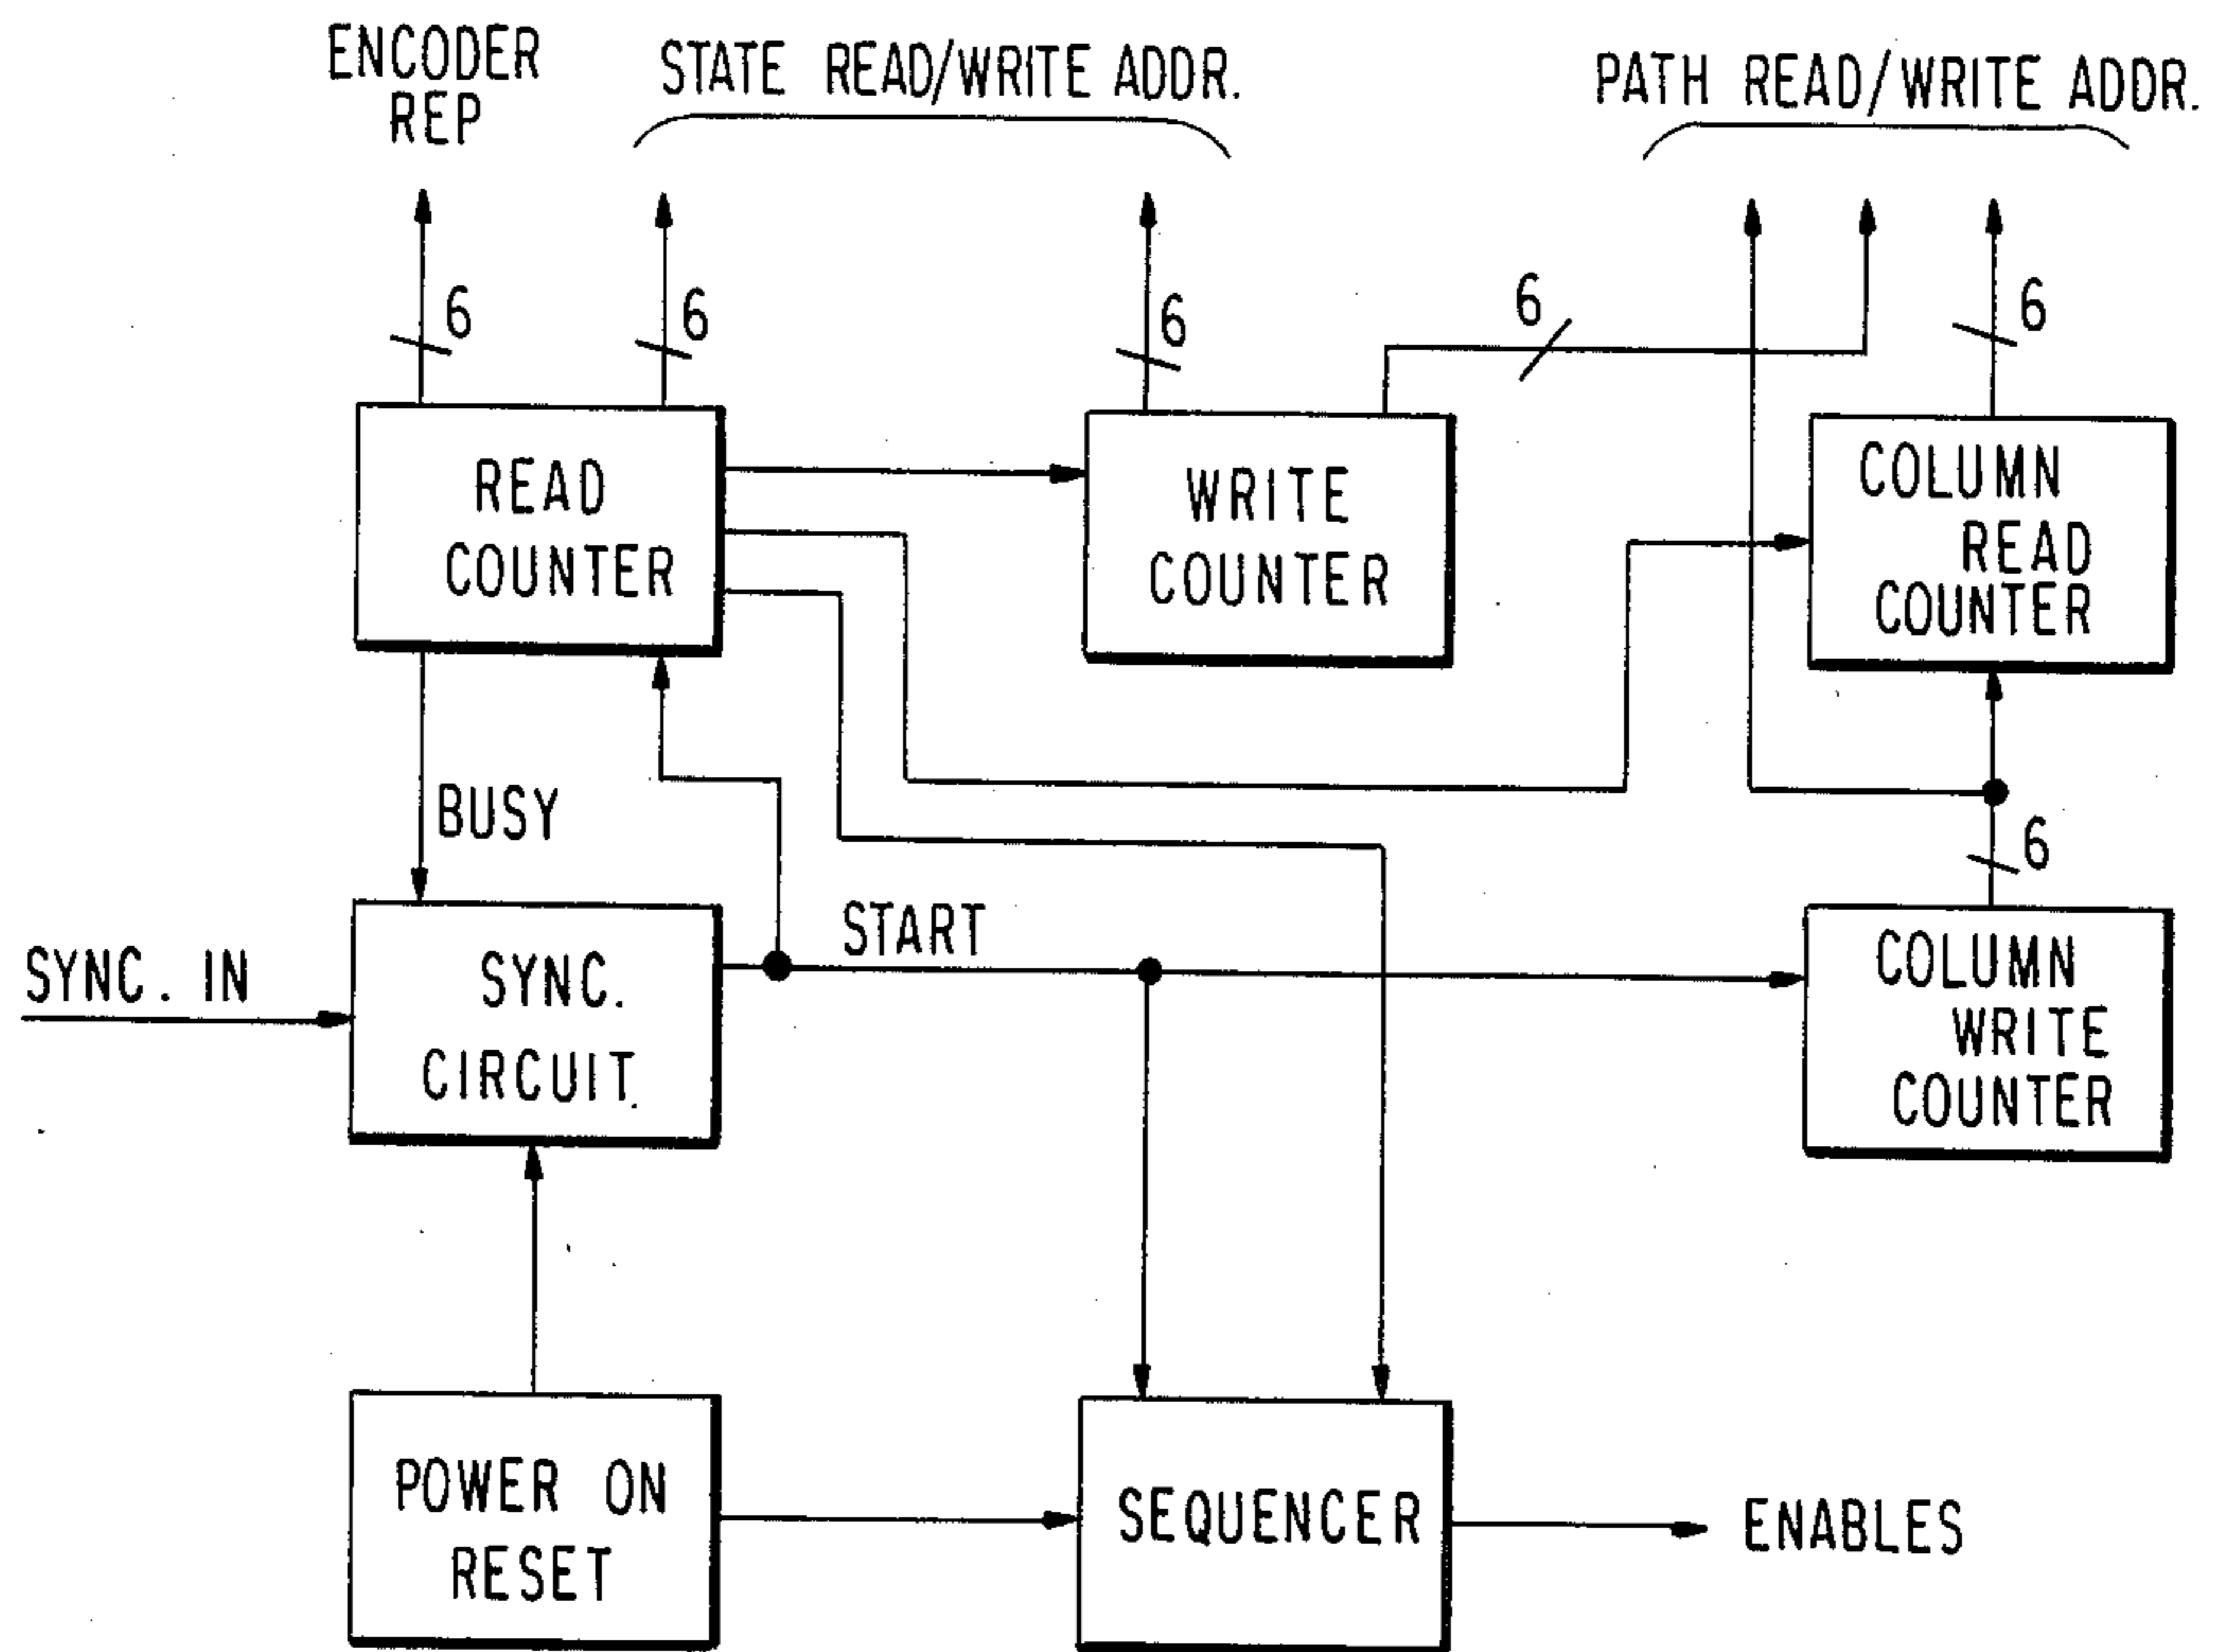 ENCODER
REP
STATE READ/WRITE ADDR.
PATH READ/WRITE ADDR.
6
6
6
6
6
READ
COUNTER
WRITE
COUNTER
COLUMN
READ
COUNTER
BUSY
6
START
SYNC. IN
SYNC.
CIRCUIT
COLUMN
WRITE
COUNTER
POWER ON
RESET
SEQUENCER
ENABLES